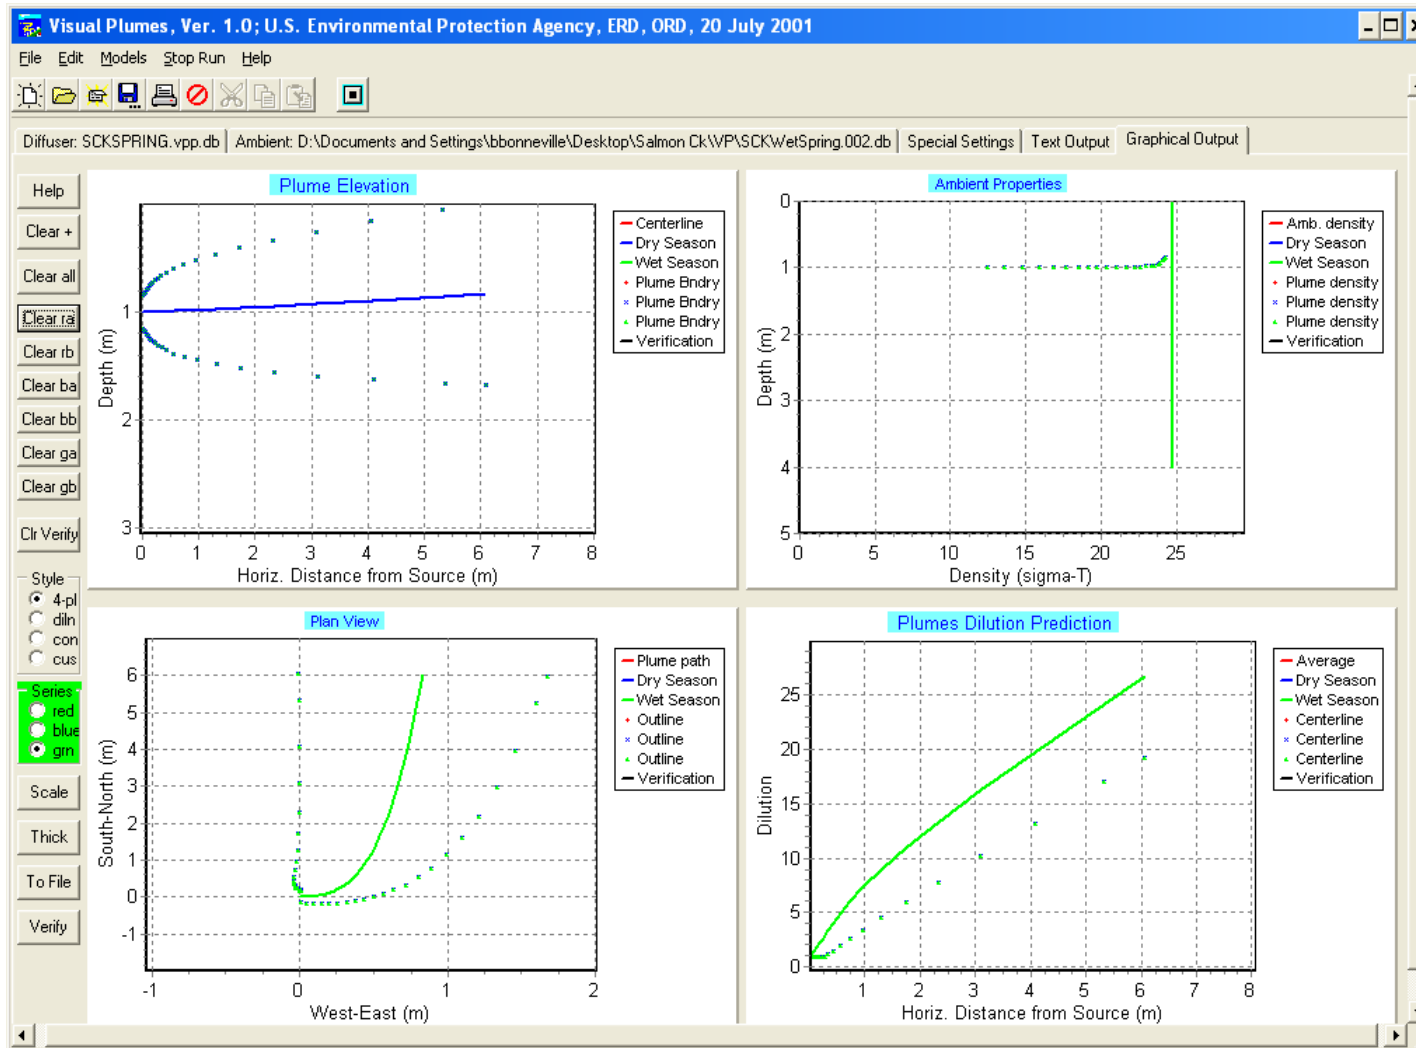 Visual Plumes, Ver. 1.0; U.S. Environmental Protection Agency, ERD, ORD, 20 July 2001
File Edit Models Stop Run Help
Diffuser: SCKSPRING.vpp.db Ambient: D:\Documents and Settings\bbonneville\Desktop\Salmon Ck\VP\SCK\WetSpring.002.db Special Settings Text Output Graphical Output
Help
Clear +
Clear all
Clear ra
Clear rb
Clear ba
Clear bb
Clear ga
Clear gb
Clr Verify
Style
4-pl
diln
con
cus
Series
red
blue
grn
Scale
Thick
To File
Verify
Plume Elevation
Depth (m)
1
2
3
0 1 2 3 4 5 6 7 8
Horiz. Distance from Source (m)
Centerline
Dry Season
Wet Season
Plume Bndry
Plume Bndry
Plume Bndry
Verification
Ambient Properties
Depth (m)
0
1
2
3
4
5
0 5 10 15 20 25
Density (sigma-T)
Amb. density
Dry Season
Wet Season
Plume density
Plume density
Plume density
Verification
Plan View
South-North (m)
6
5
4
3
2
1
0
-1
-1 0 1 2
West-East (m)
Plume path
Dry Season
Wet Season
Outline
Outline
Outline
Verification
Plumes Dilution Prediction
Dilution
25
20
15
10
5
0
1 2 3 4 5 6 7 8
Horiz. Distance from Source (m)
Average
Dry Season
Wet Season
Centerline
Centerline
Centerline
Verification